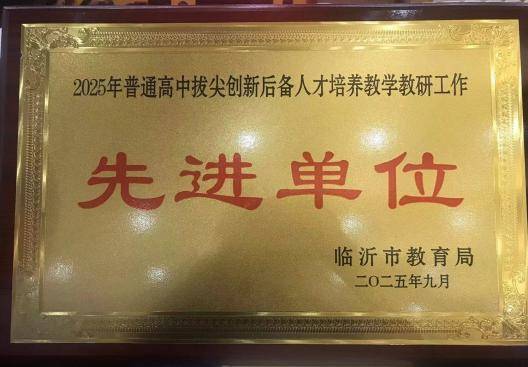 2025年普通高中拔尖创新后备人才培养教学教研工作
先进单位
临沂市教育局
二〇二五年九月